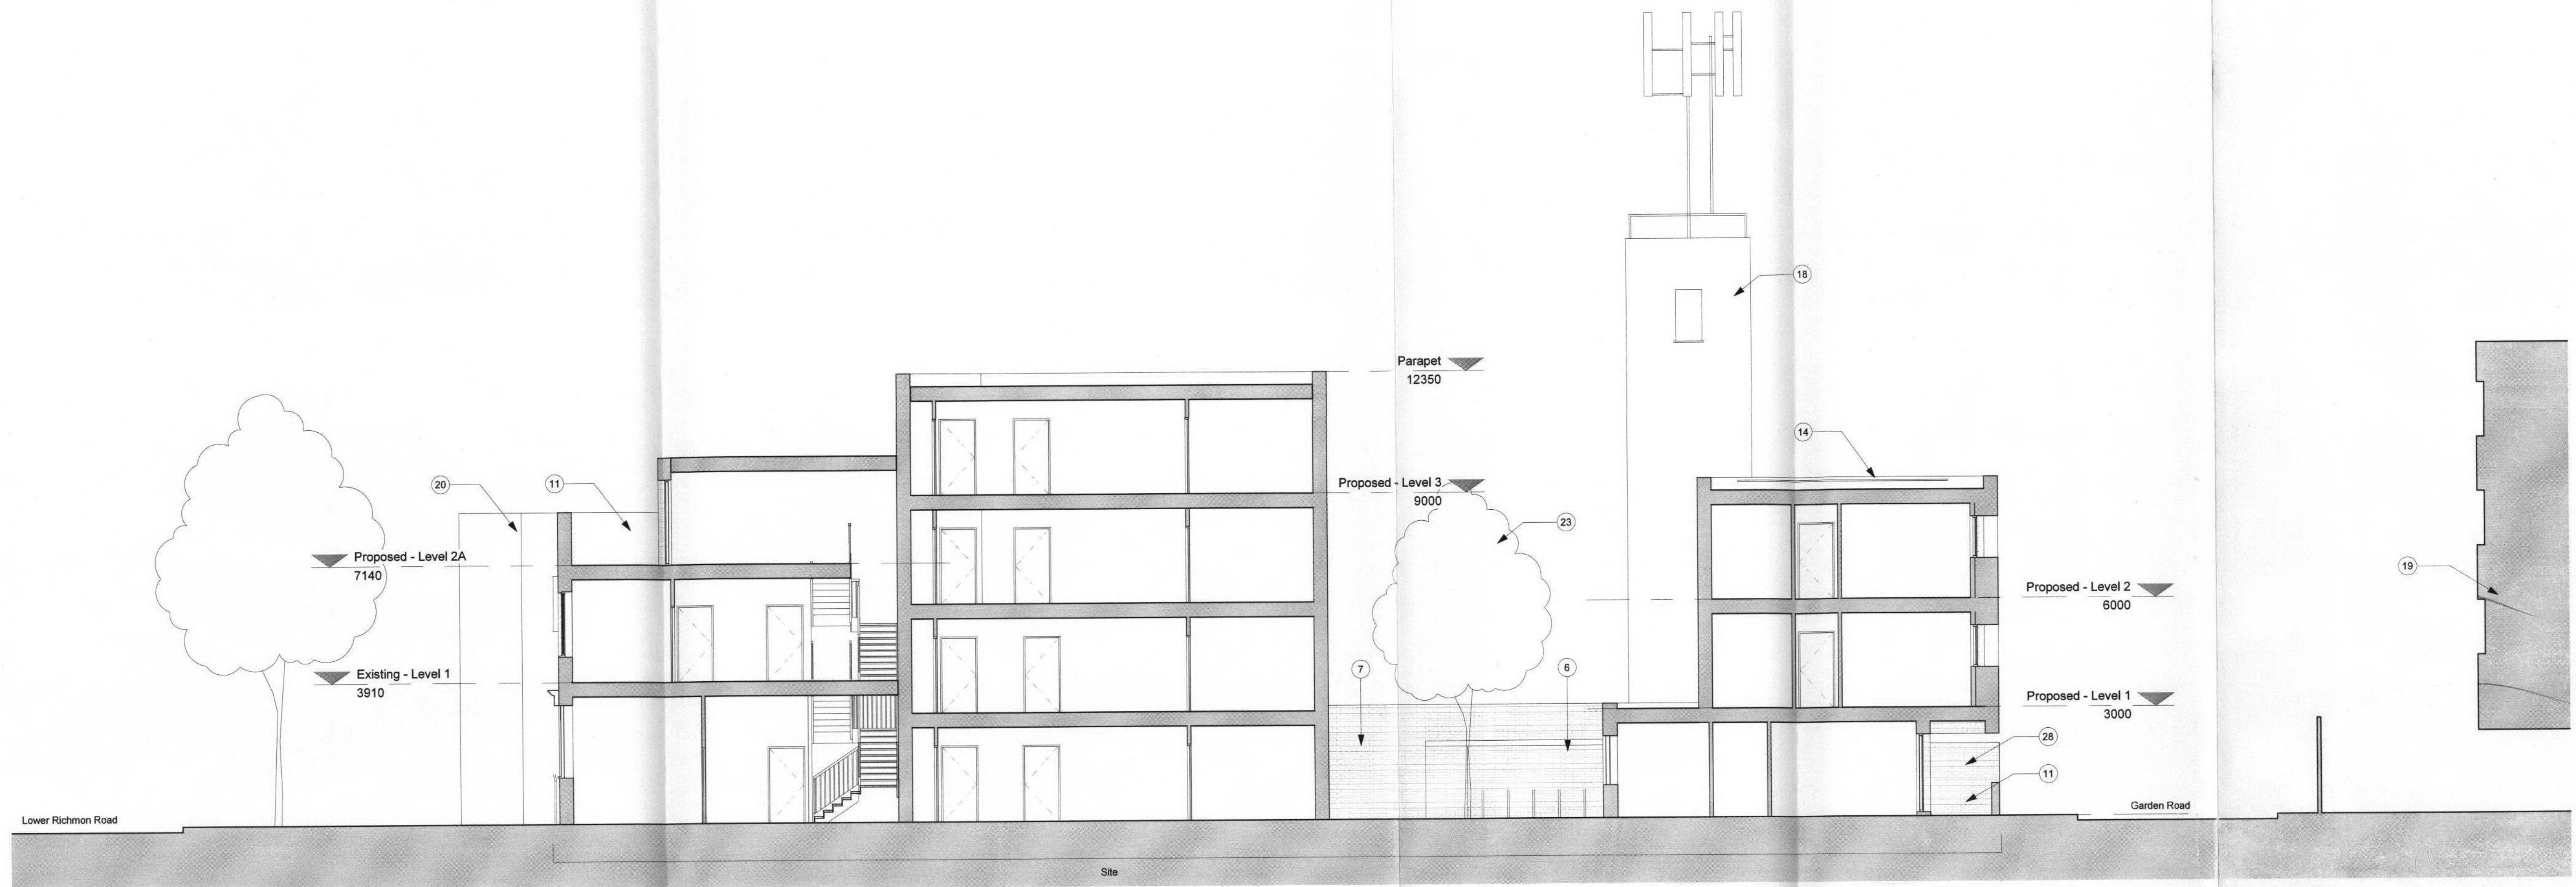 18
Parapet
12350
14
20
11
Proposed - Level 3
9000
23
Proposed - Level 2A
7140
19
Proposed - Level 2
6000
Existing - Level 1
3910
7
6
Proposed - Level 1
3000
28
11
Lower Richmon Road
Garden Road
Site